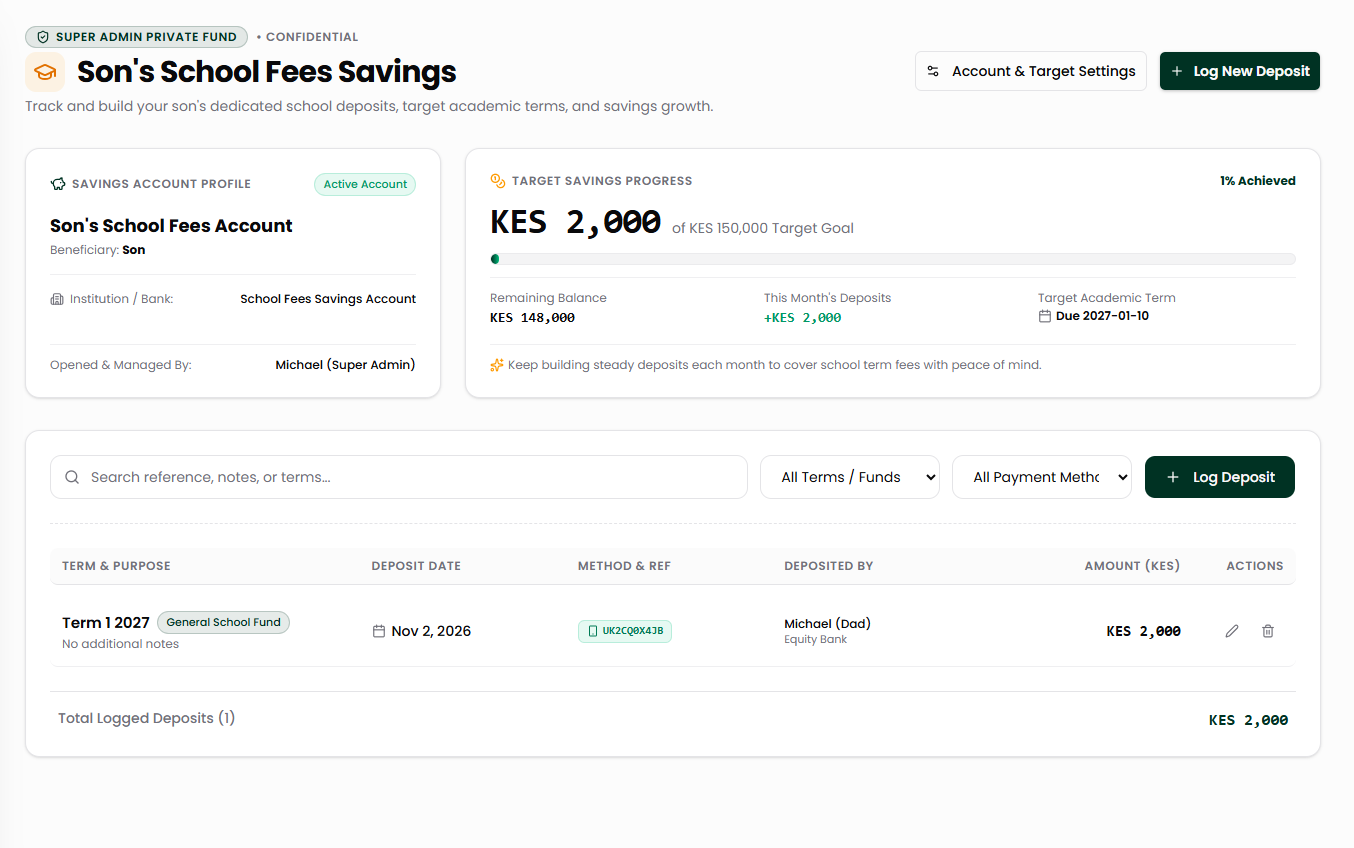 SUPER ADMIN PRIVATE FUND • CONFIDENTIAL
Son's School Fees Savings
Account & Target Settings
Log New Deposit
Track and build your son's dedicated school deposits, target academic terms, and savings growth.
SAVINGS ACCOUNT PROFILE
Active Account
Son's School Fees Account
Beneficiary: Son
Institution / Bank: School Fees Savings Account
Opened & Managed By: Michael (Super Admin)
TARGET SAVINGS PROGRESS
1% Achieved
KES 2,000 of KES 150,000 Target Goal
Remaining Balance
KES 148,000
This Month's Deposits
+KES 2,000
Target Academic Term
Due 2027-01-10
Keep building steady deposits each month to cover school term fees with peace of mind.
Search reference, notes, or terms...
All Terms / Funds
All Payment Metho
Log Deposit
TERM & PURPOSE DEPOSIT DATE METHOD & REF DEPOSITED BY AMOUNT (KES) ACTIONS
Term 1 2027 General School Fund
No additional notes
Nov 2, 2026
UK2CQ0X4JB
Michael (Dad)
Equity Bank
KES 2,000
Total Logged Deposits (1) KES 2,000